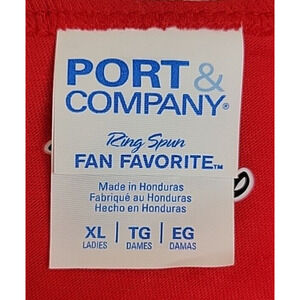 PORT &
COMPANY®
Ring Spun
FAN FAVORITE™
Made in Honduras
Fabriqué au Honduras
Hecho en Honduras
XL | TG | EG
LADIES | DAMES | DAMAS